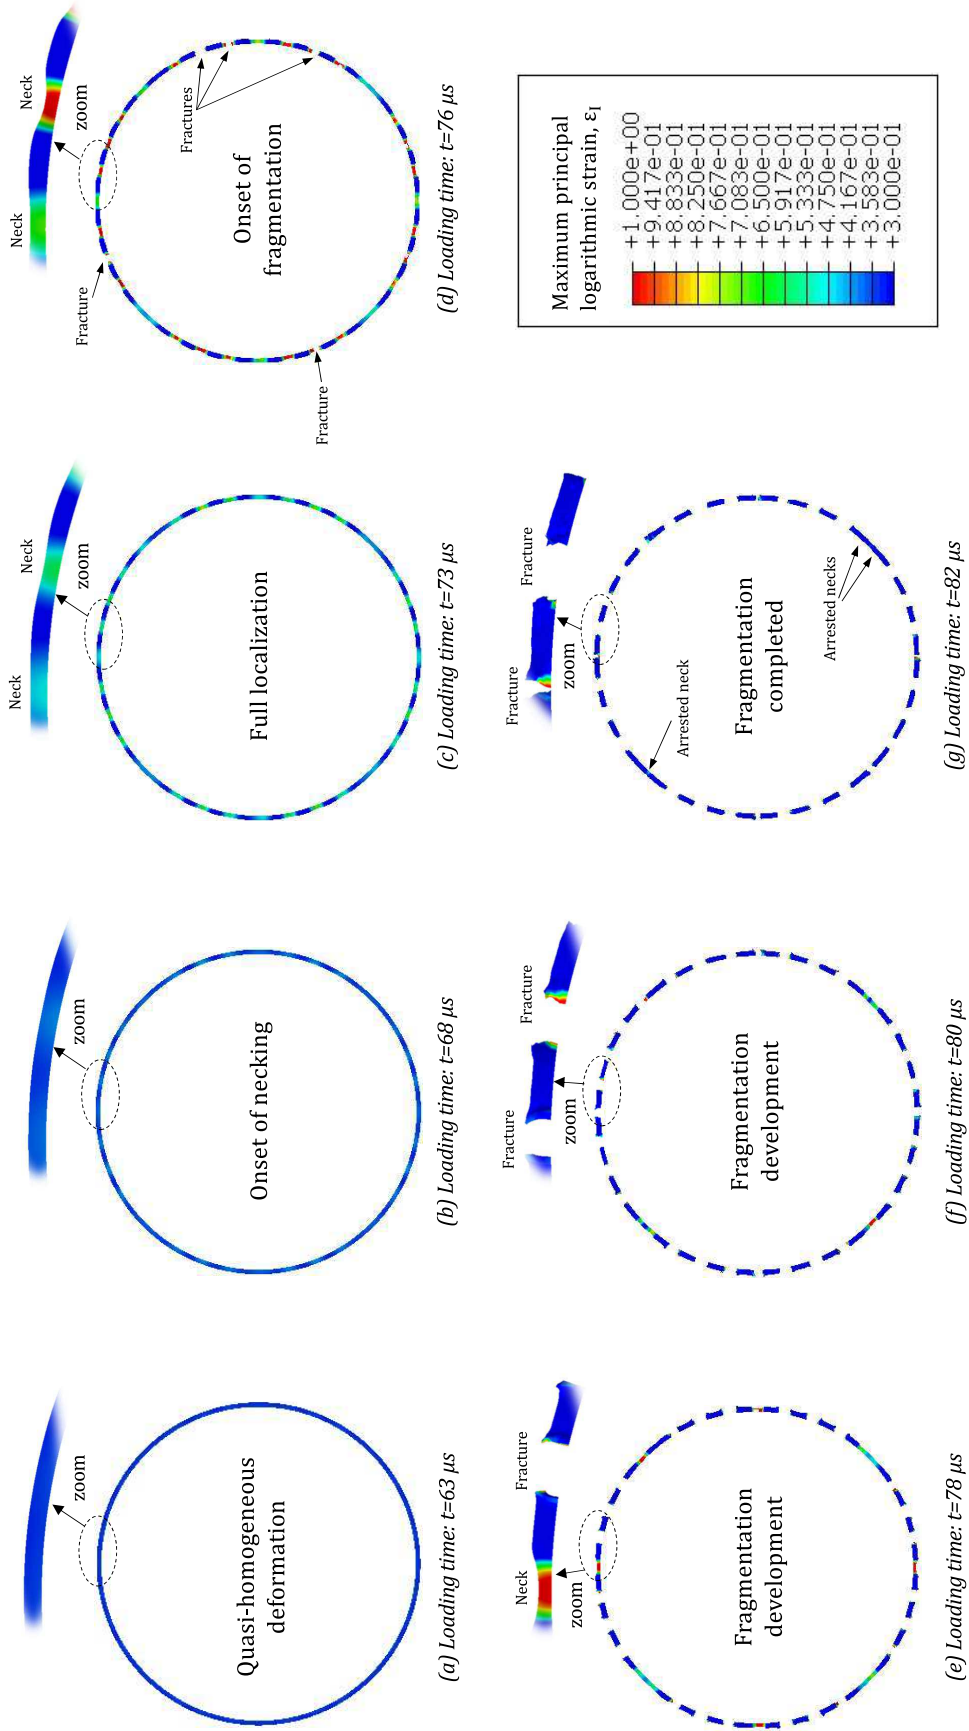 zoom
Quasi-homogeneous
deformation
(a) Loading time: t=63 μs
zoom
Onset of necking
(b) Loading time: t=68 μs
Neck
Neck
zoom
Full localization
(c) Loading time: t=73 μs
Neck
Neck
zoom
Fracture
Fractures
Onset of
fragmentation
Fracture
(d) Loading time: t=76 μs
Neck
Fracture
zoom
Fragmentation
development
(e) Loading time: t=78 μs
Fracture
Fracture
zoom
Fragmentation
development
(f) Loading time: t=80 μs
Fracture
Fracture
zoom
Arrested neck
Fragmentation
completed
Arrested necks
(g) Loading time: t=82 μs
Maximum principal
logarithmic strain, ε_I
+1.000e+00
+9.417e-01
+8.833e-01
+8.250e-01
+7.667e-01
+7.083e-01
+6.500e-01
+5.917e-01
+5.333e-01
+4.750e-01
+4.167e-01
+3.583e-01
+3.000e-01